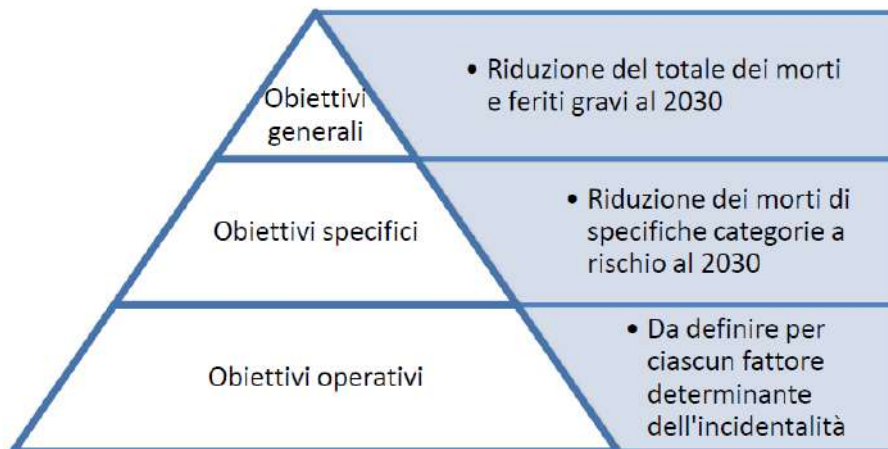 Obiettivi
generali
• Riduzione del totale dei morti
e feriti gravi al 2030
Obiettivi specifici
• Riduzione dei morti di
specifiche categorie a
rischio al 2030
Obiettivi operativi
• Da definire per
ciascun fattore
determinante
dell'incidentalità